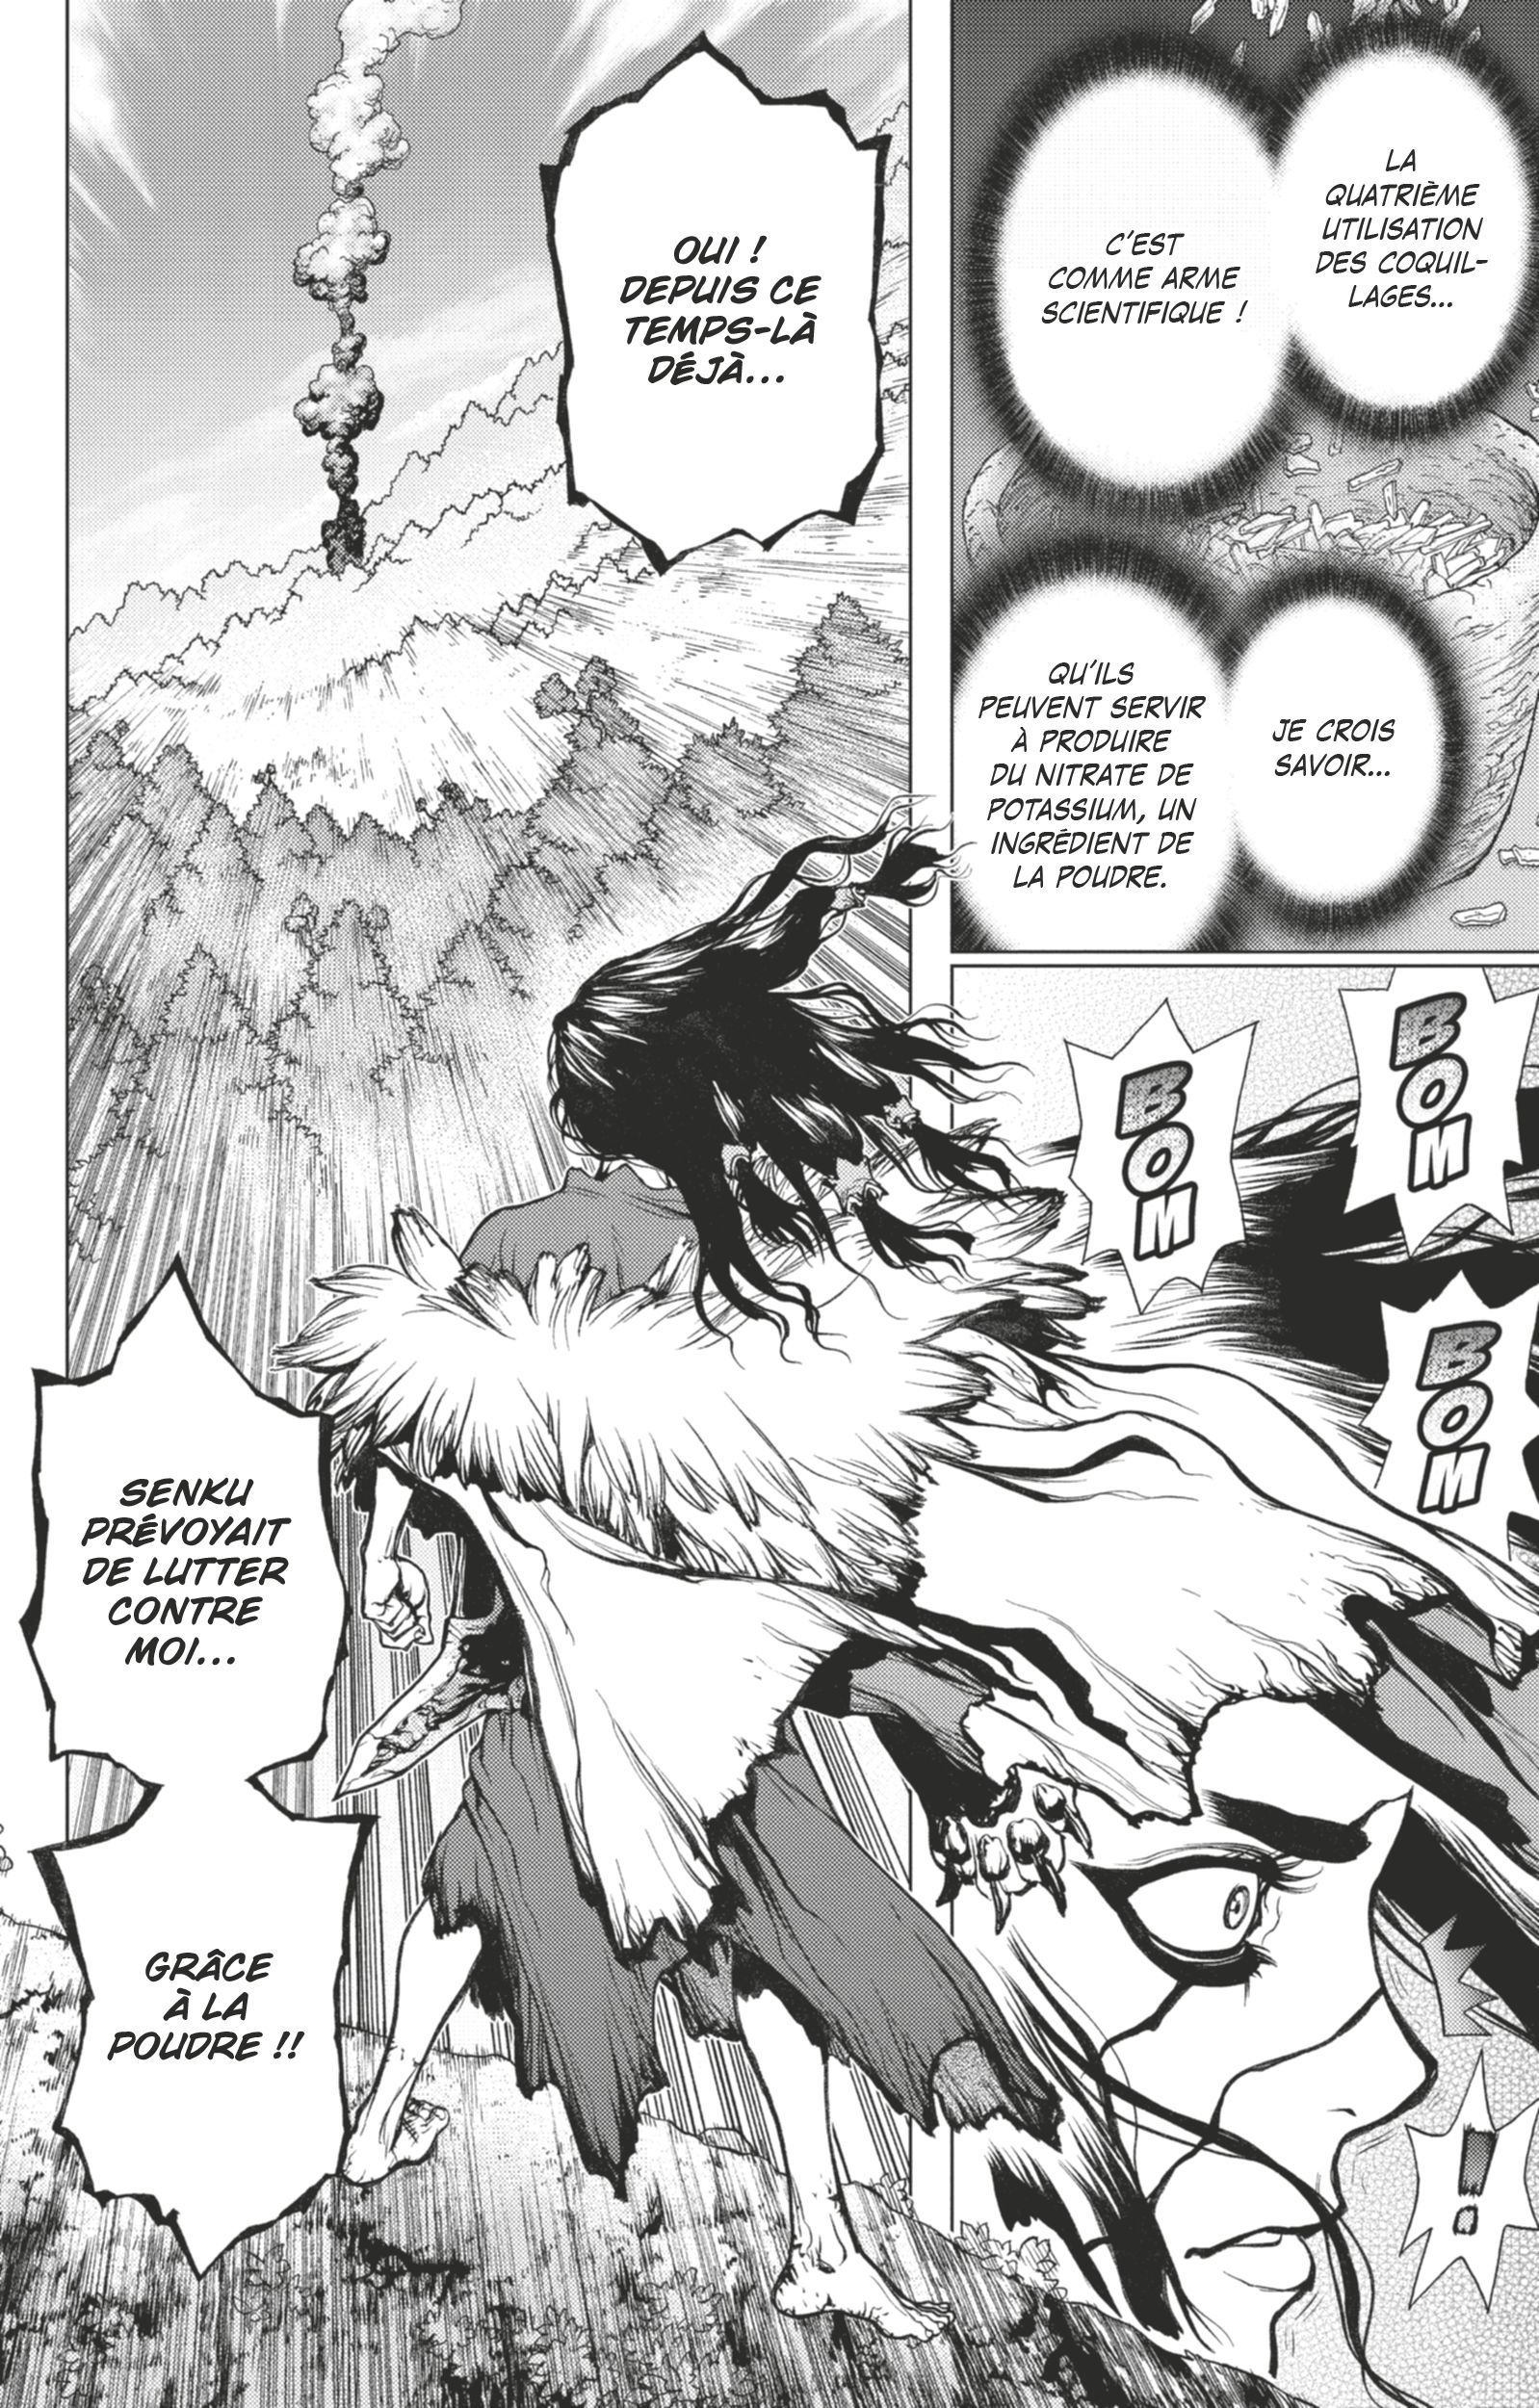 LA
QUATRIÈME
UTILISATION
DES COQUIL-
LAGES...
C'EST
COMME ARME
SCIENTIFIQUE !
JE CROIS
SAVOIR...
QU'ILS
PEUVENT SERVIR
À PRODUIRE
DU NITRATE DE
POTASSIUM, UN
INGRÉDIENT DE
LA POUDRE.
BOM
BOM
BOM
!
OUI !
DEPUIS CE
TEMPS-LÀ
DÉJÀ...
SENKU
PRÉVOYAIT
DE LUTTER
CONTRE
MOI...
GRÂCE
À LA
POUDRE !!